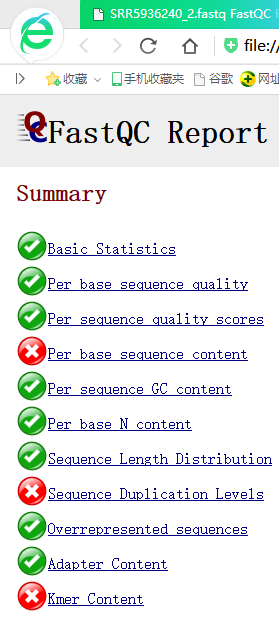 SRR5936240_2.fastq FastQC
file:/
收藏 手机收藏夹 谷歌 网址
FastQC Report
Summary
Basic Statistics
Per base sequence quality
Per sequence quality scores
Per base sequence content
Per sequence GC content
Per base N content
Sequence Length Distribution
Sequence Duplication Levels
Overrepresented sequences
Adapter Content
Kmer Content